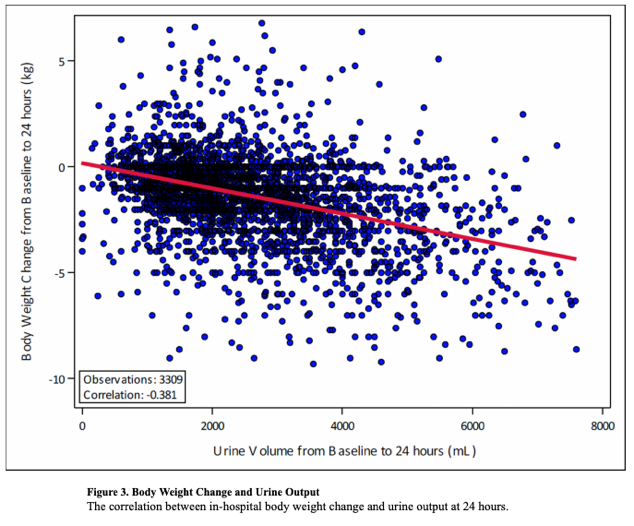 Body Weight Change from Baseline to 24 hours (kg)
5
0
-5
-10
Observations: 3309
Correlation: -0.381
0
2000
4000
6000
8000
Urine Volume from Baseline to 24 hours (mL)
Figure 3. Body Weight Change and Urine Output
The correlation between in-hospital body weight change and urine output at 24 hours.